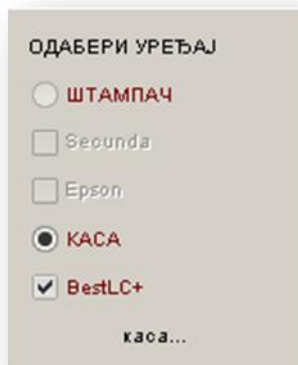 ОДАБЕРИ УРЕЂАЈ
ШТАМПАЧ
Secunda
Epson
КАСА
BestLC+
каса...